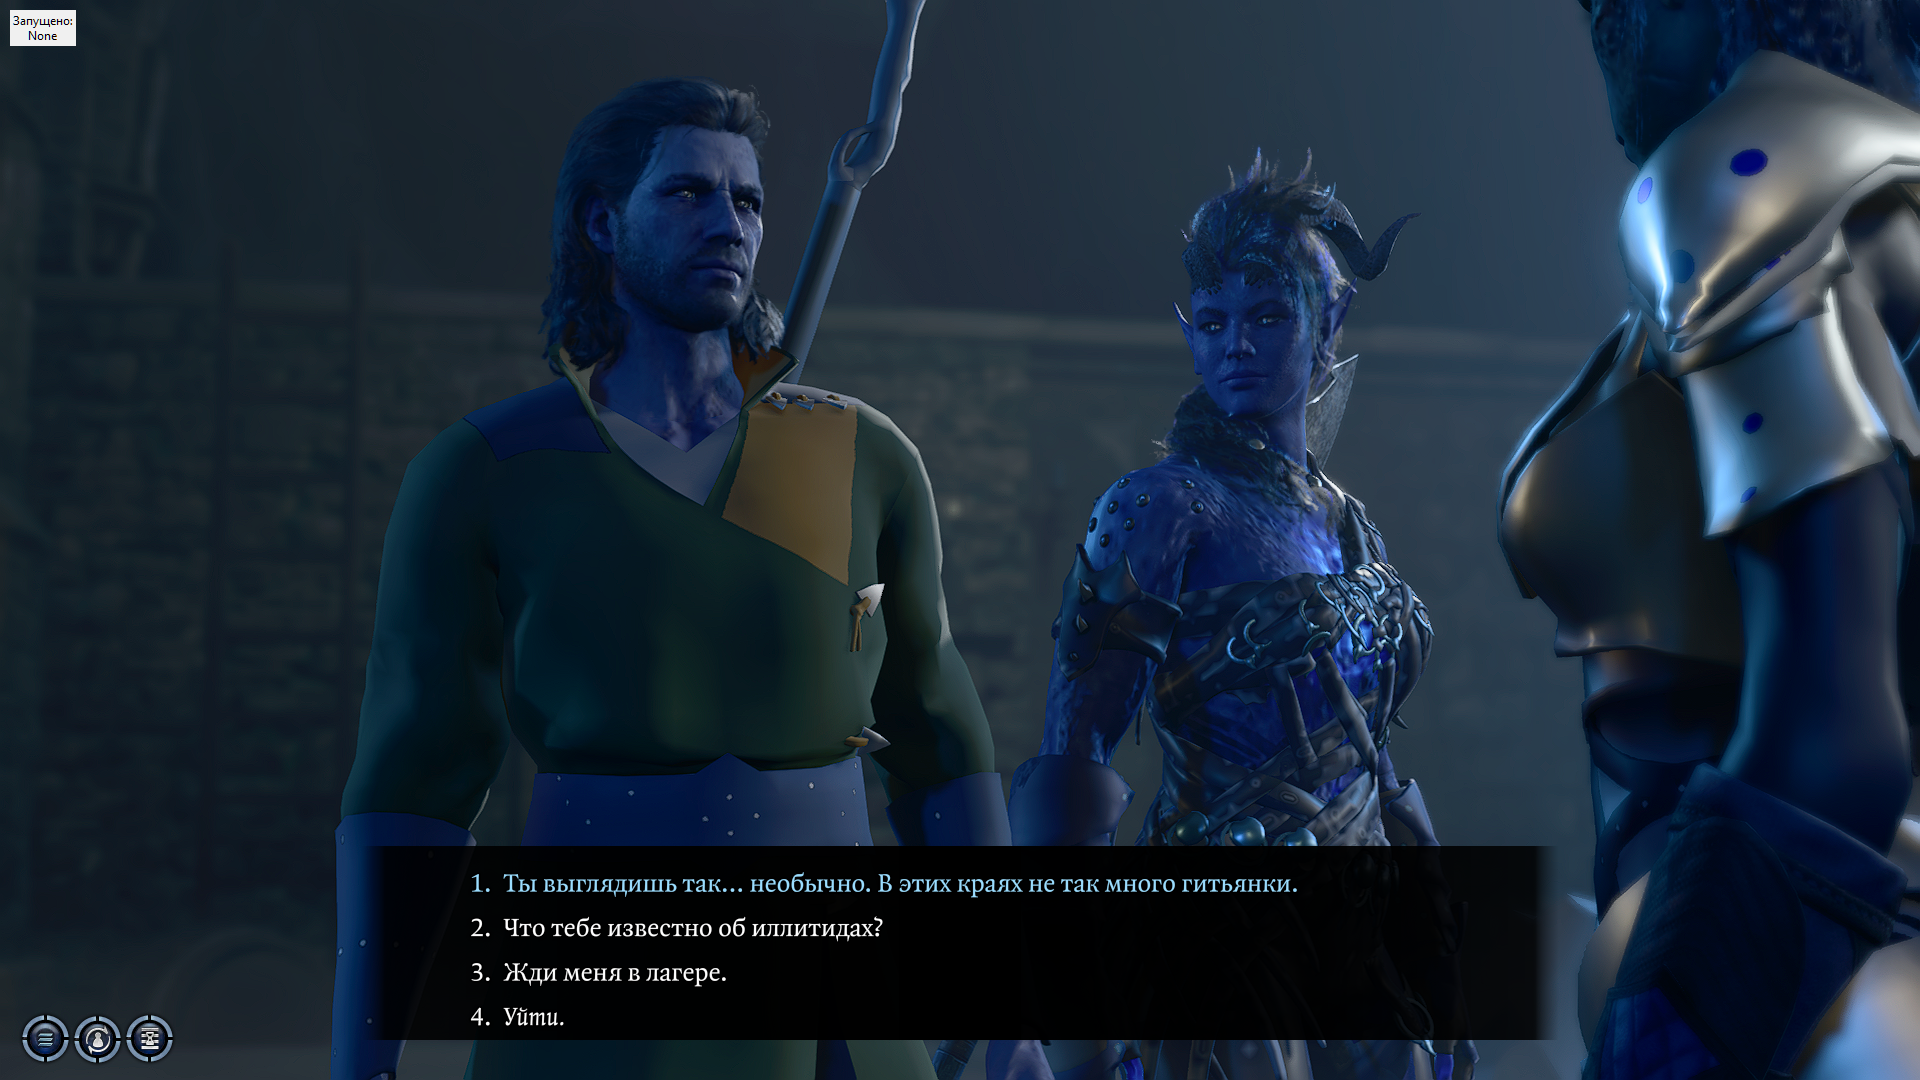 Запущено:
None
1. Ты выглядишь так... необычно. В этих краях не так много гитьянки.
2. Что тебе известно об иллитидах?
3. Жди меня в лагере.
4. Уйти.